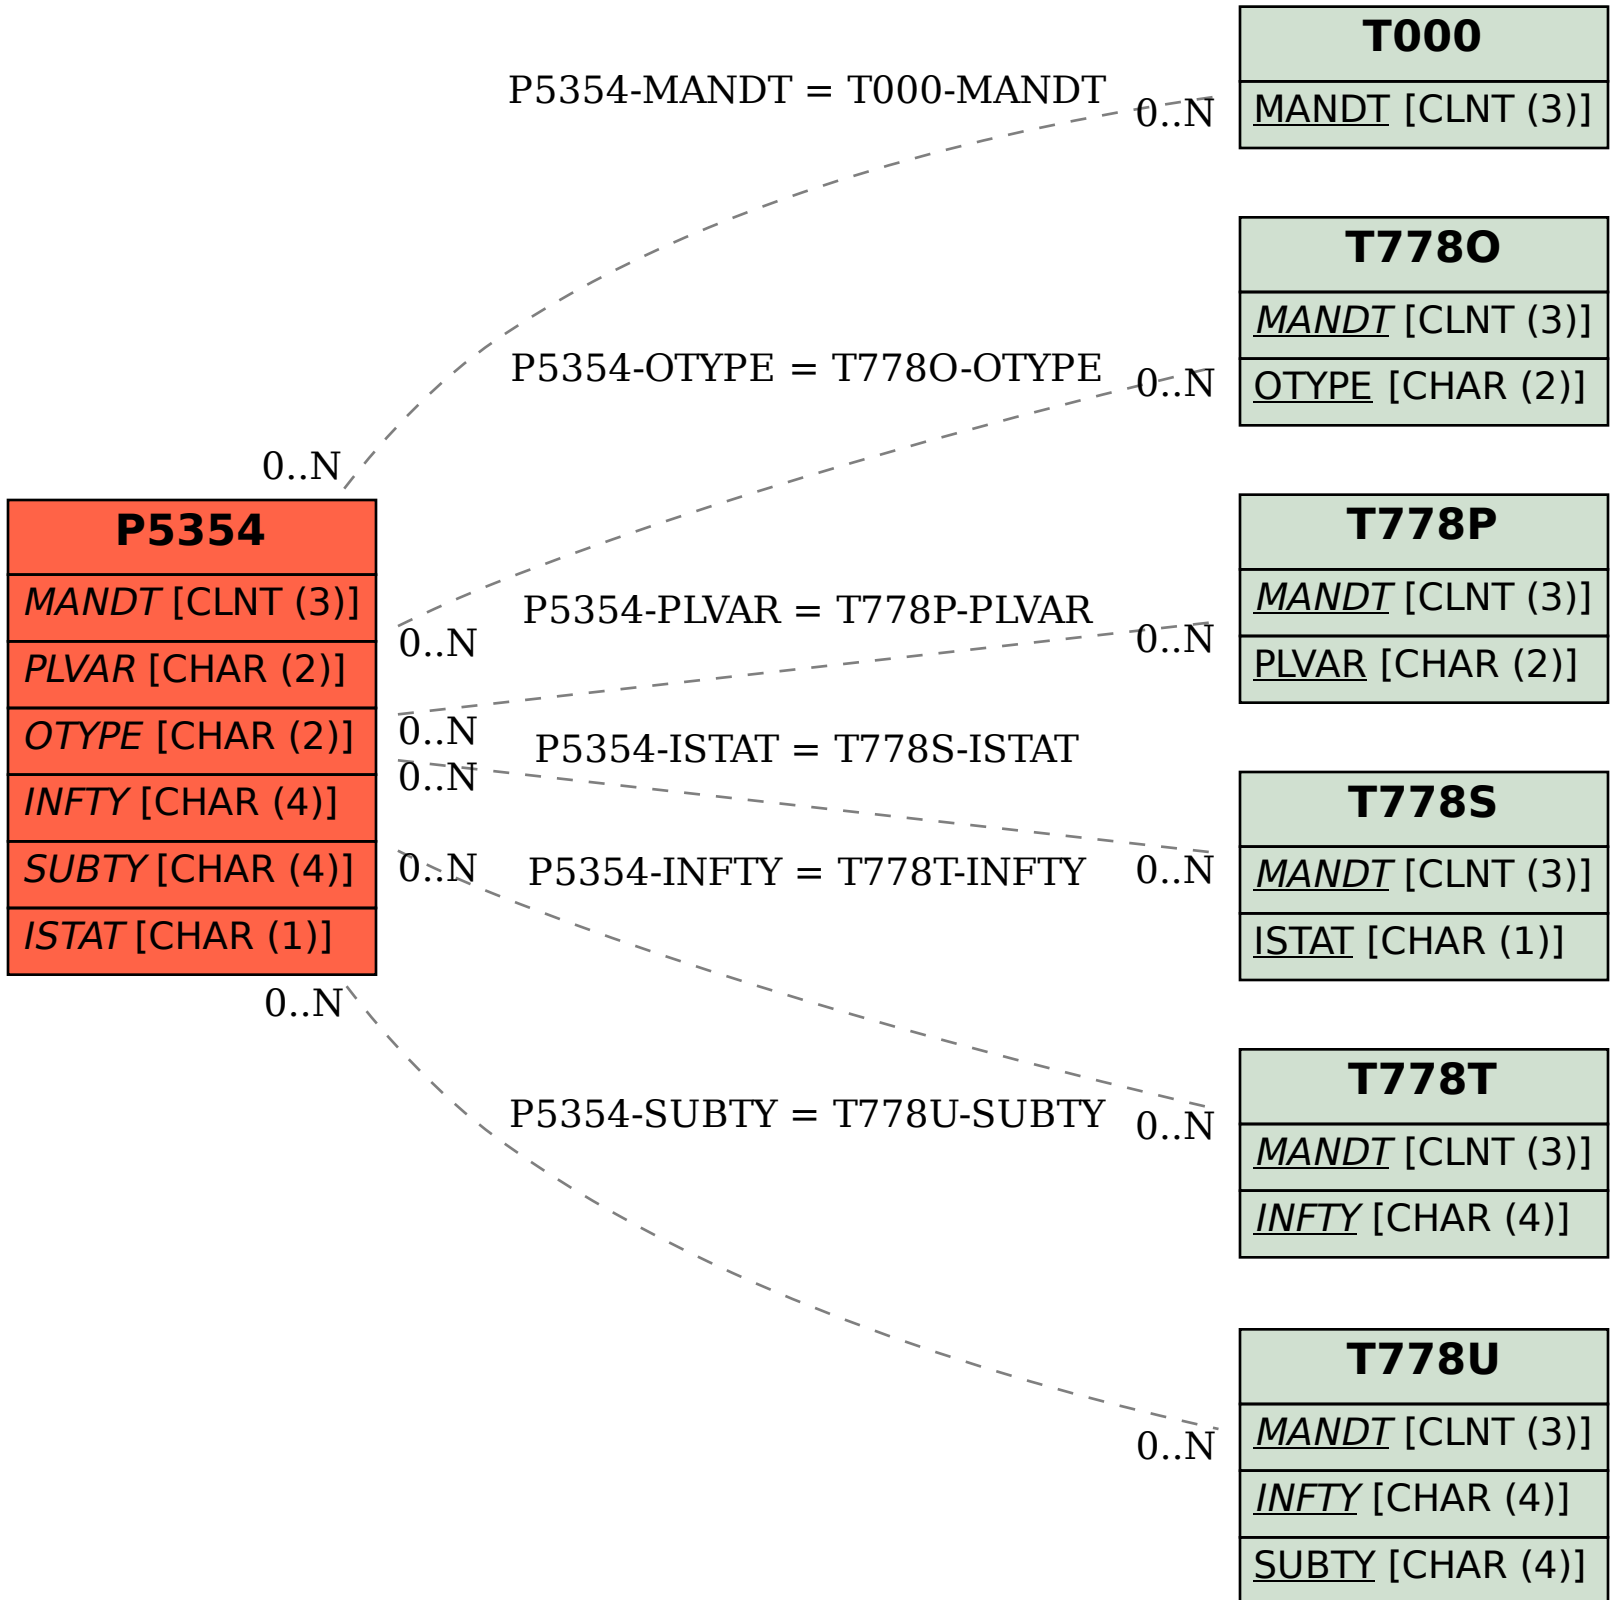 P5354
MANDT [CLNT (3)]
PLVAR [CHAR (2)]
OTYPE [CHAR (2)]
INFTY [CHAR (4)]
SUBTY [CHAR (4)]
ISTAT [CHAR (1)]
0..N
P5354-MANDT = T000-MANDT
0..N
0..N
P5354-OTYPE = T778O-OTYPE
0..N
0..N
P5354-PLVAR = T778P-PLVAR
0..N
0..N
P5354-ISTAT = T778S-ISTAT
0..N
0..N
P5354-INFTY = T778T-INFTY
0..N
0..N
P5354-SUBTY = T778U-SUBTY
0..N
T000
MANDT [CLNT (3)]
T778O
MANDT [CLNT (3)]
OTYPE [CHAR (2)]
T778P
MANDT [CLNT (3)]
PLVAR [CHAR (2)]
T778S
MANDT [CLNT (3)]
ISTAT [CHAR (1)]
T778T
MANDT [CLNT (3)]
INFTY [CHAR (4)]
T778U
MANDT [CLNT (3)]
INFTY [CHAR (4)]
SUBTY [CHAR (4)]